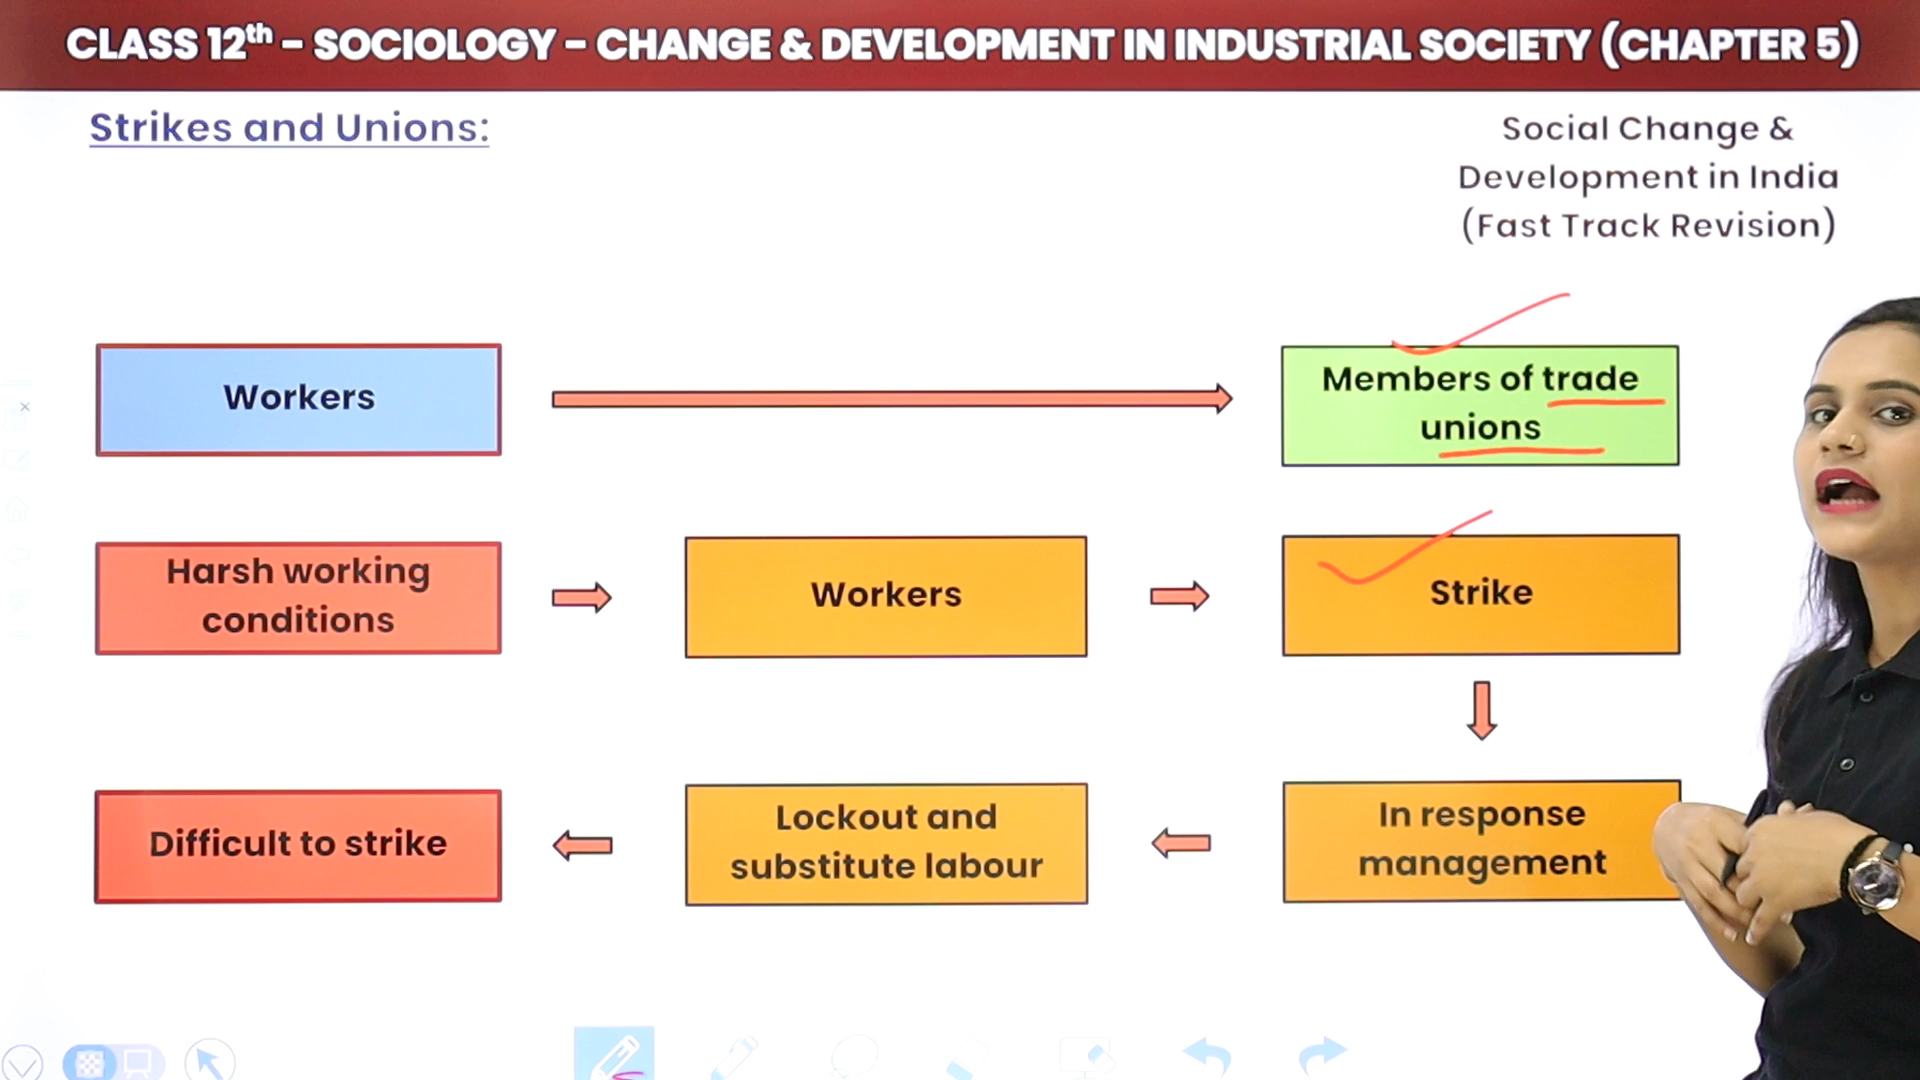 CLASS 12th - SOCIOLOGY - CHANGE & DEVELOPMENT IN INDUSTRIAL SOCIETY (CHAPTER 5)
Strikes and Unions:
Social Change &
Development in India
(Fast Track Revision)
Workers
Members of trade
unions
Harsh working
conditions
Workers
Strike
Difficult to strike
Lockout and
substitute labour
In response
management